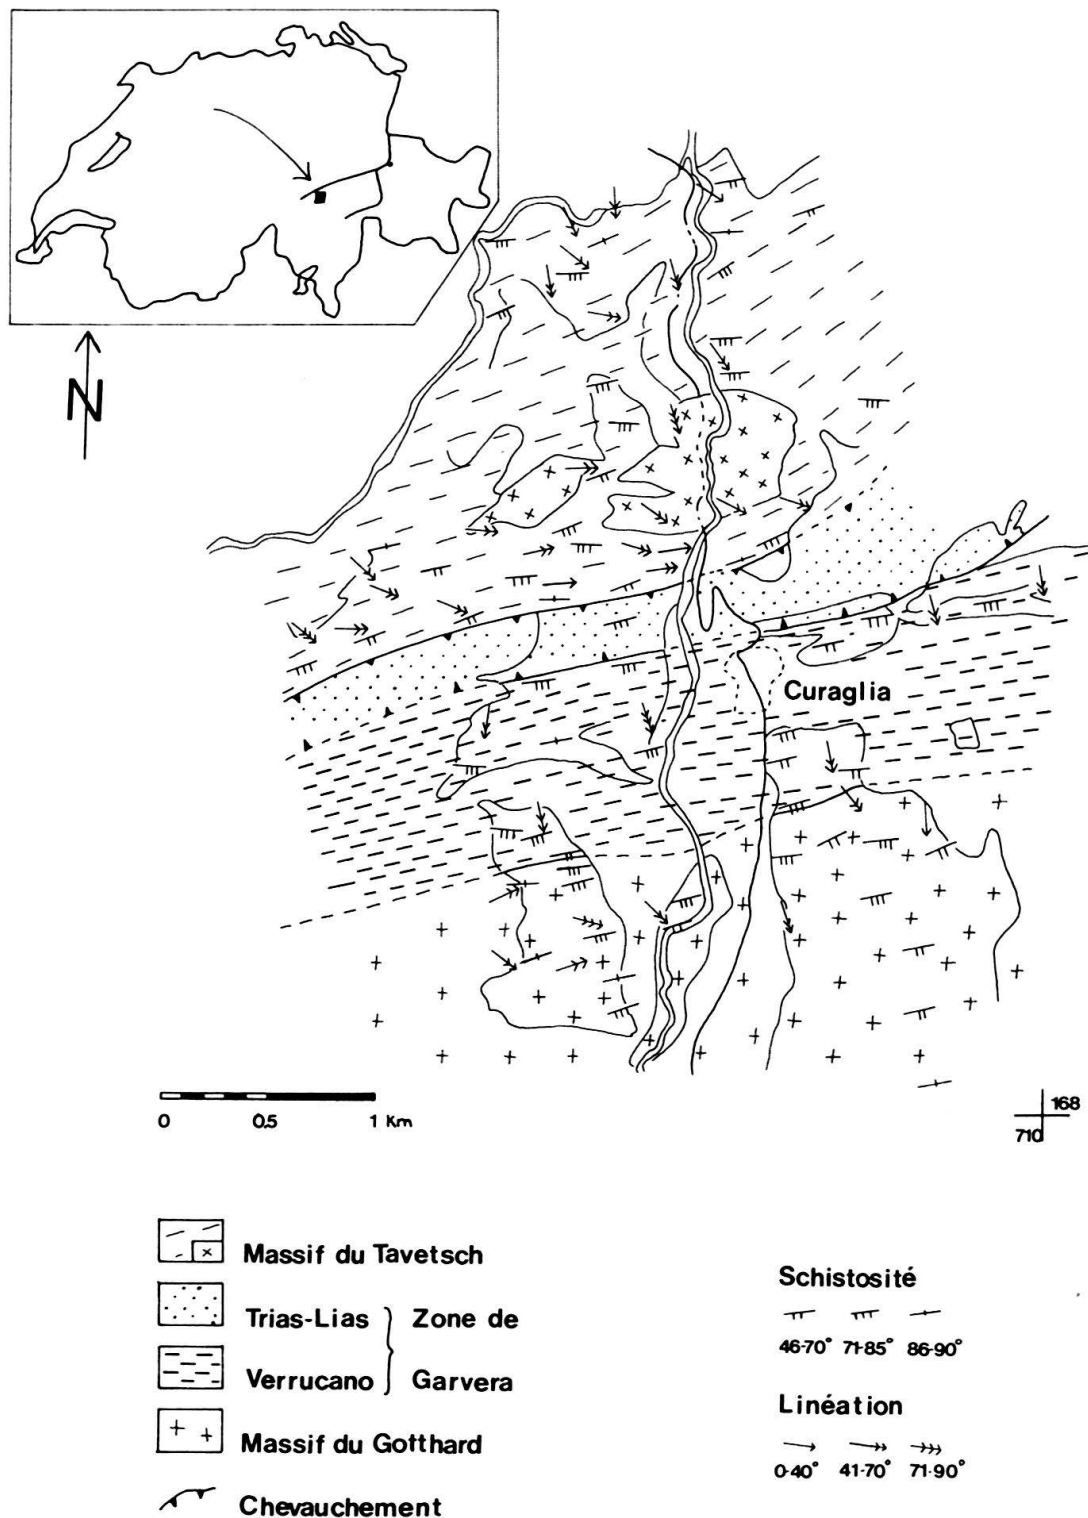 N
Curaglia
0 0.5 1 Km
168
710
Massif du Tavetsch
Trias-Lias Zone de
Verrucano Garvera
Massif du Gotthard
Chevauchement
Schistosité
46-70° 71-85° 86-90°
Linéation
0-40° 41-70° 71-90°